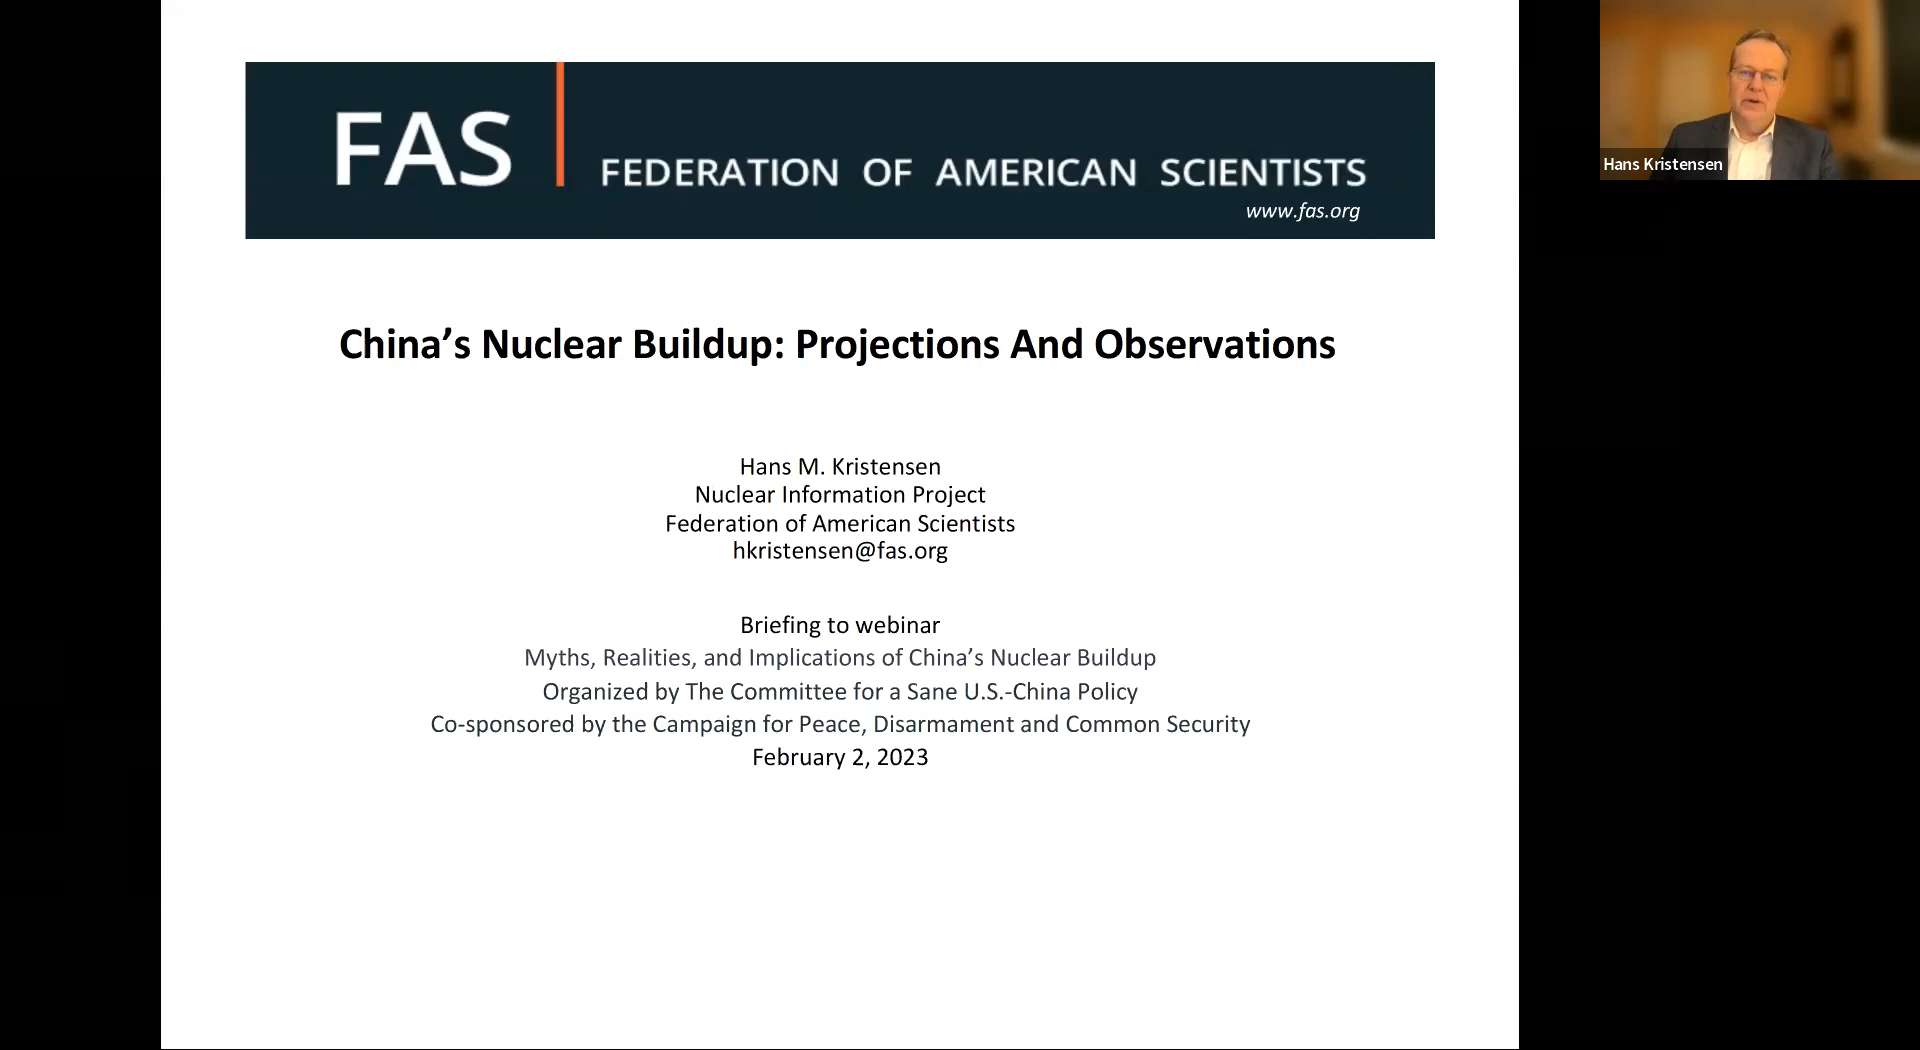 FAS
FEDERATION OF AMERICAN SCIENTISTS
www.fas.org
China’s Nuclear Buildup: Projections And Observations
Hans M. Kristensen
Nuclear Information Project
Federation of American Scientists
hkristensen@fas.org
Briefing to webinar
Myths, Realities, and Implications of China’s Nuclear Buildup
Organized by The Committee for a Sane U.S.-China Policy
Co-sponsored by the Campaign for Peace, Disarmament and Common Security
February 2, 2023
Hans Kristensen